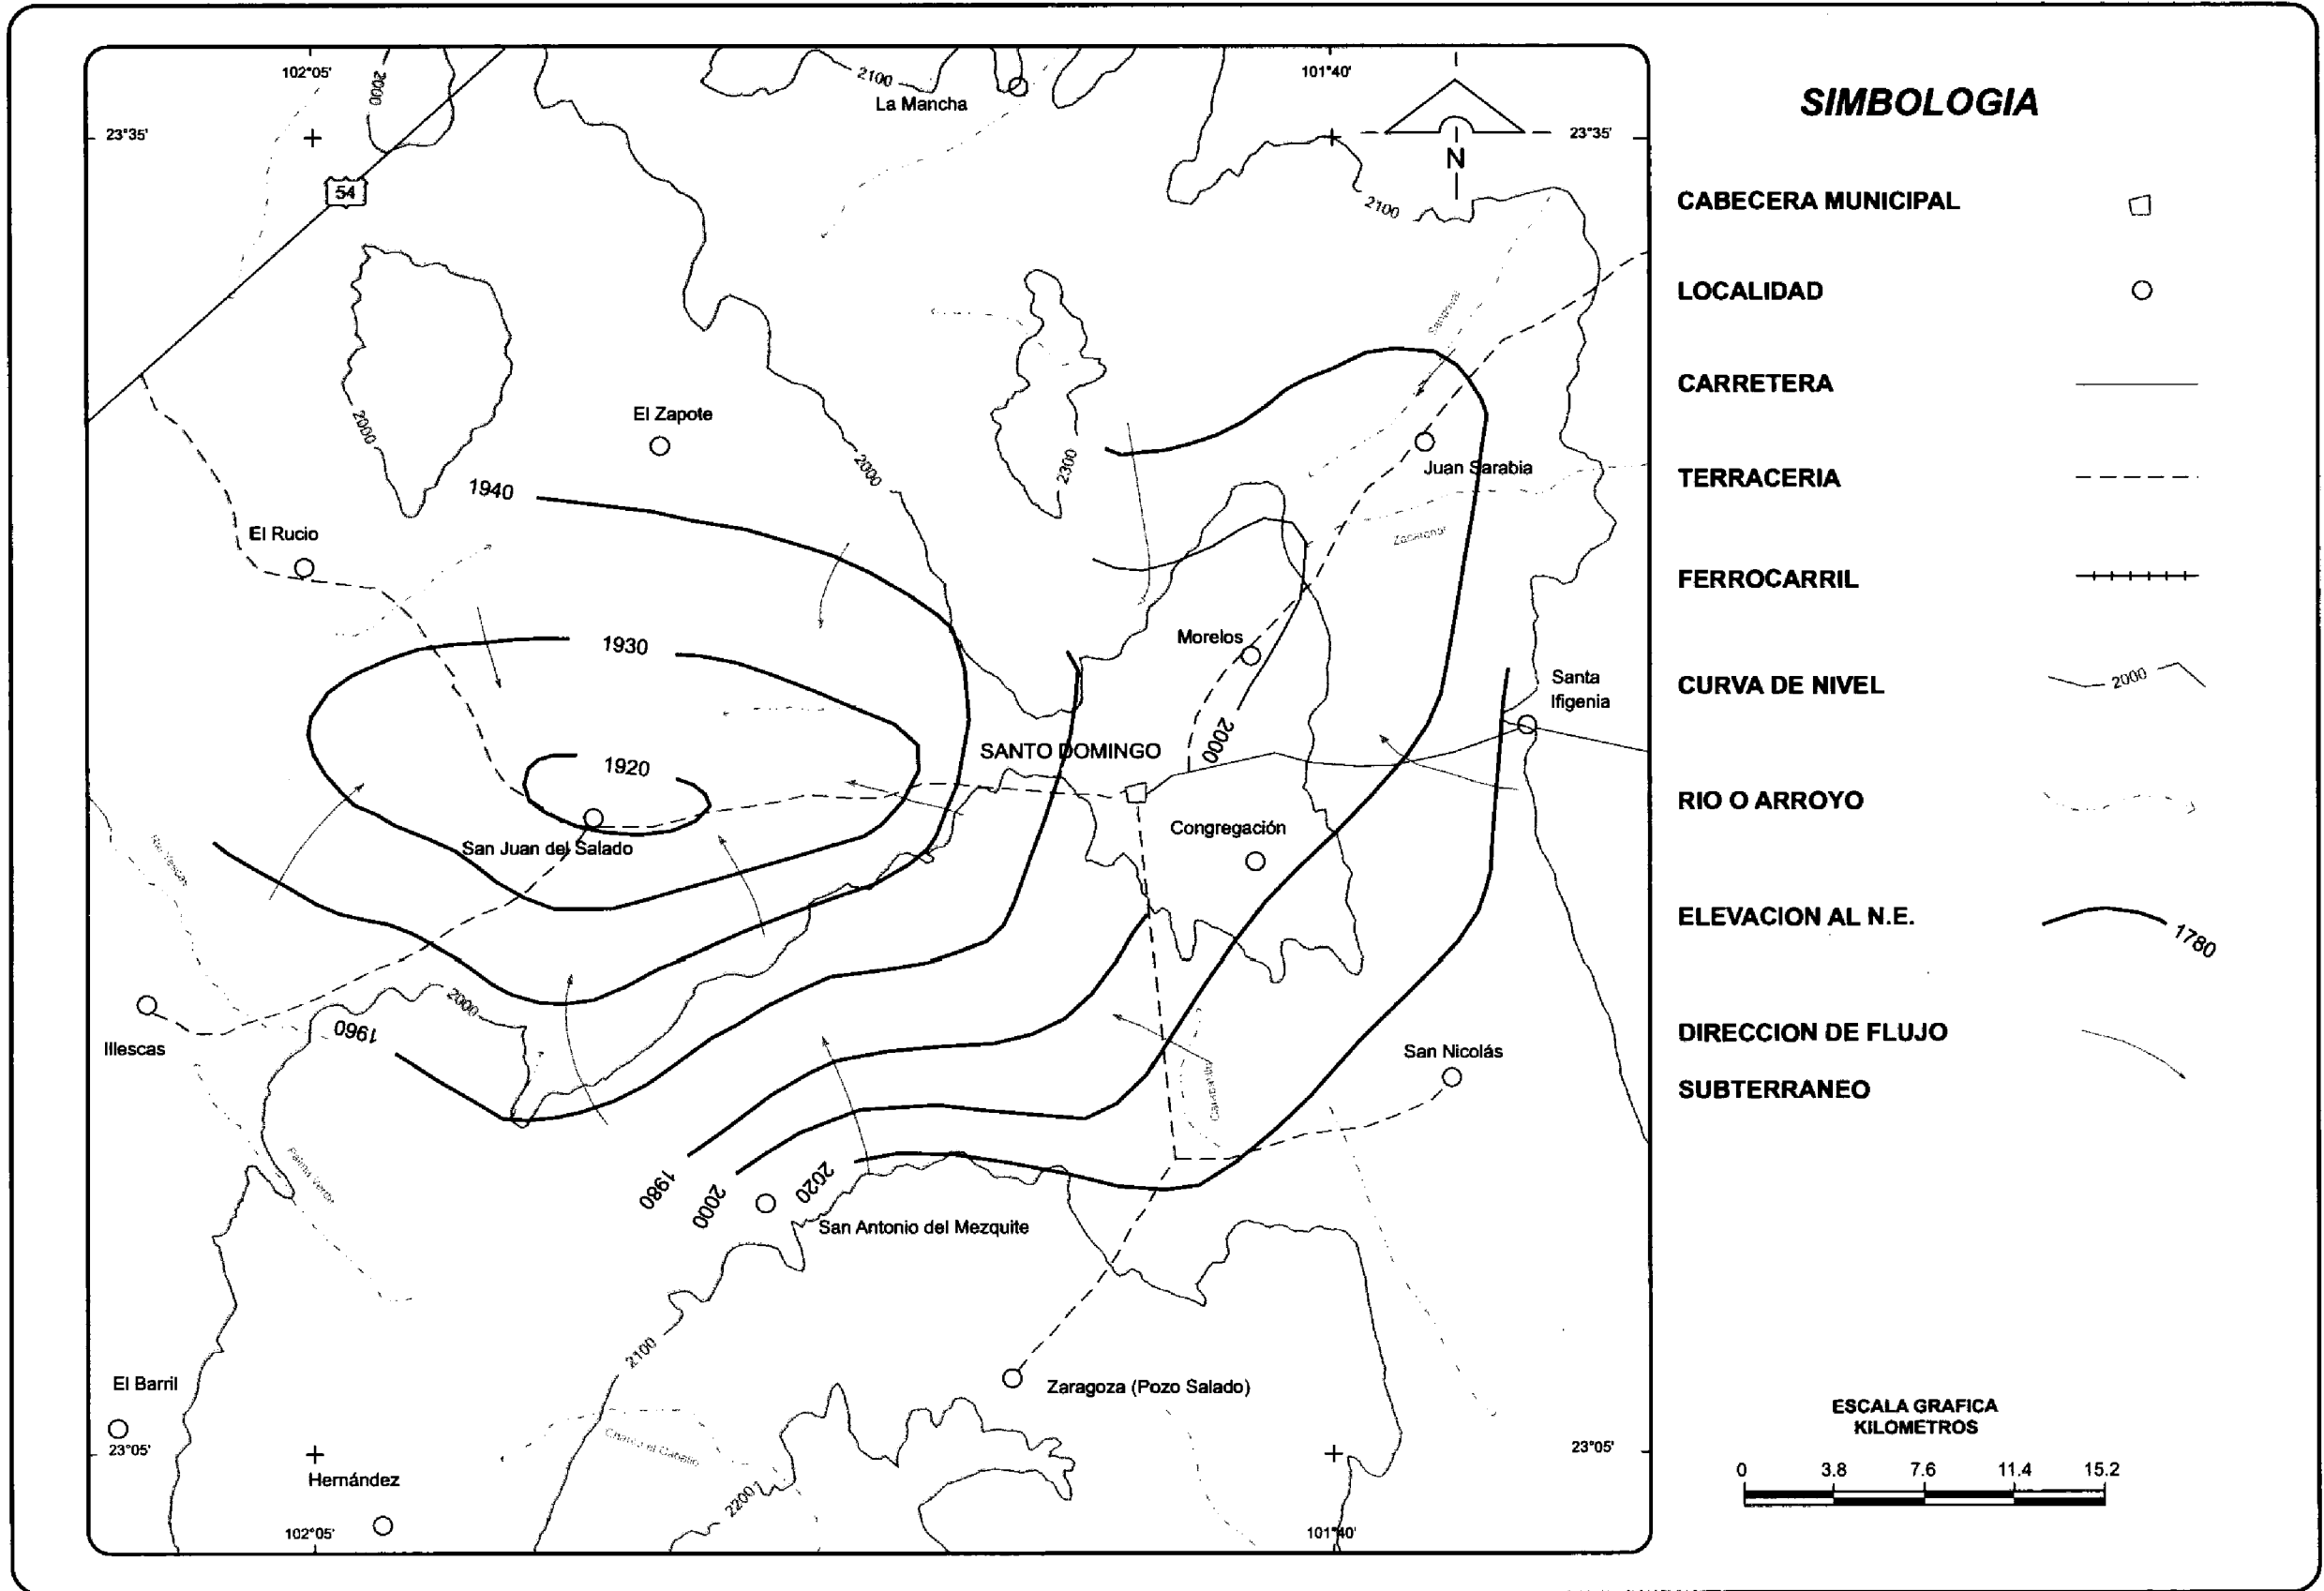 102°05'
101°40'
2000
2100
La Mancha
23°35'
23°35'
N
54
2100
Sarabia
El Zapote
2000
2000
2300
Juan Sarabia
1940
El Rucio
Zacatonal
Morelos
1930
Santa
Ifigenia
2000
SANTO DOMINGO
1920
Congregación
San Juan del Salado
2000
1960
Illescas
San Nicolás
Palma Verde
1980
2000
2020
San Antonio del Mezquite
2100
El Barril
Zaragoza (Pozo Salado)
23°05'
23°05'
Hernández
2200
102°05'
101°40'
SIMBOLOGIA
CABECERA MUNICIPAL
LOCALIDAD
CARRETERA
TERRACERIA
FERROCARRIL
CURVA DE NIVEL
2000
RIO O ARROYO
ELEVACION AL N.E.
1780
DIRECCION DE FLUJO
SUBTERRANEO
ESCALA GRAFICA
KILOMETROS
0 3.8 7.6 11.4 15.2